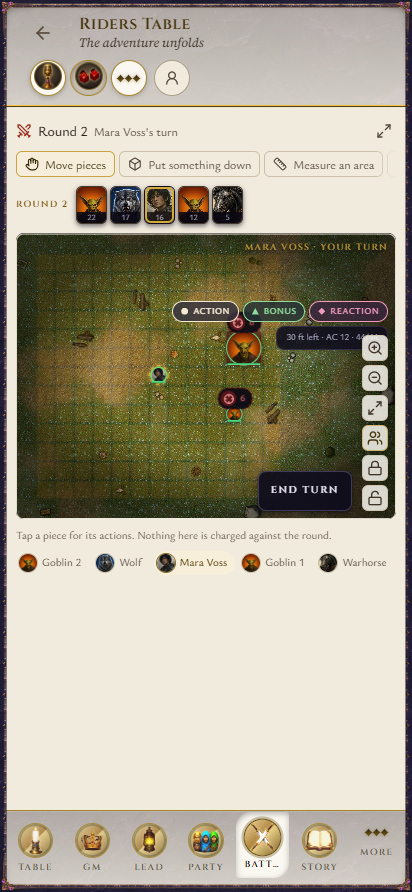 Riders Table
The adventure unfolds
Round 2 Mara Voss's turn
Move pieces
Put something down
Measure an area
ROUND 2
22
17
16
12
5
MARA VOSS · YOUR TURN
ACTION
BONUS
REACTION
30 ft left · AC 12 ·
6
END TURN
Tap a piece for its actions. Nothing here is charged against the round.
Goblin 2
Wolf
Mara Voss
Goblin 1
Warhorse
TABLE
GM
LEAD
PARTY
BATT...
STORY
MORE